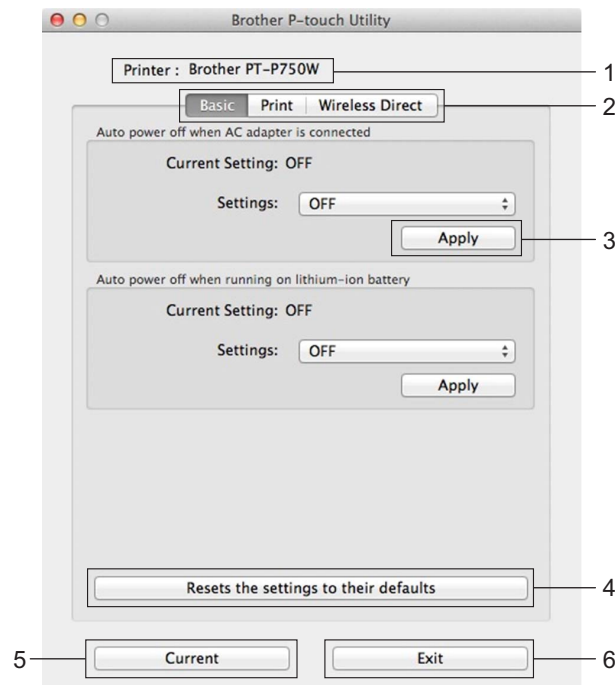 Brother P-touch Utility
Printer : Brother PT-P750W
1
Basic Print Wireless Direct
2
Auto power off when AC adapter is connected
Current Setting: OFF
Settings: OFF
Apply
3
Auto power off when running on lithium-ion battery
Current Setting: OFF
Settings: OFF
Apply
Resets the settings to their defaults
4
5
Current
Exit
6